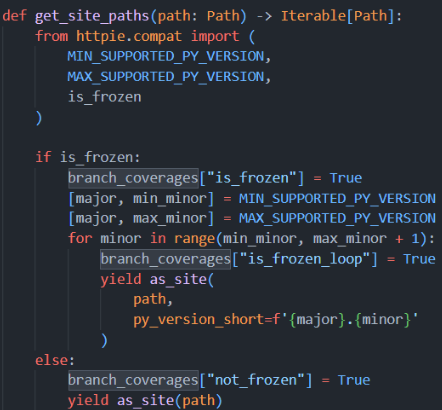 def get_site_paths(path: Path) -> Iterable[Path]:
    from httpie.compat import (
        MIN_SUPPORTED_PY_VERSION,
        MAX_SUPPORTED_PY_VERSION,
        is_frozen
    )

    if is_frozen:
        branch_coverages["is_frozen"] = True
        [major, min_minor] = MIN_SUPPORTED_PY_VERSION
        [major, max_minor] = MAX_SUPPORTED_PY_VERSION
        for minor in range(min_minor, max_minor + 1):
            branch_coverages["is_frozen_loop"] = True
            yield as_site(
                path,
                py_version_short=f'{major}.{minor}'
            )
    else:
        branch_coverages["not_frozen"] = True
        yield as_site(path)